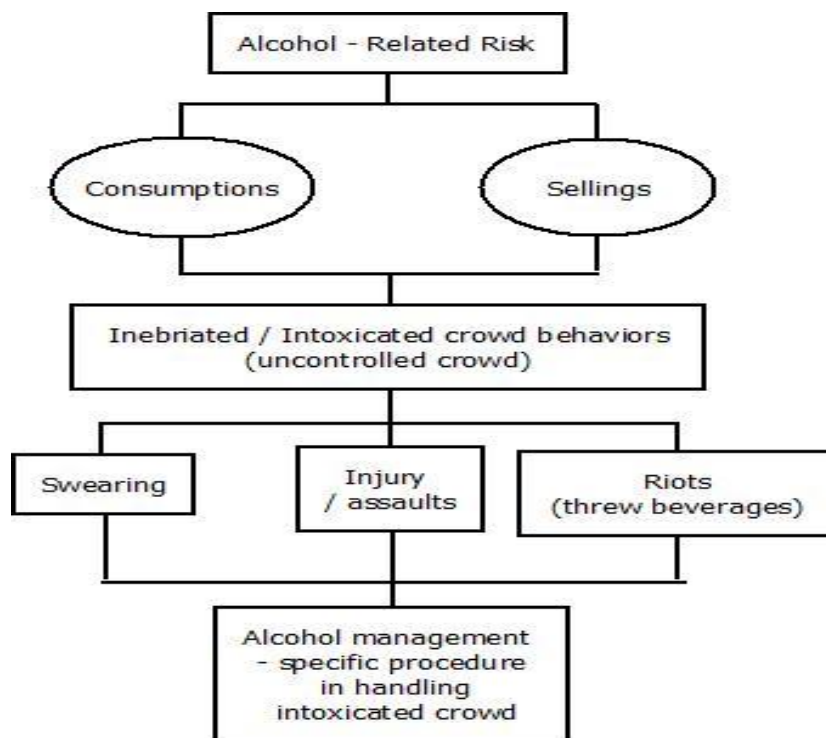 Alcohol - Related Risk
Consumptions
Sellings
Inebriated / Intoxicated crowd behaviors
(uncontrolled crowd)
Swearing
Injury
/ assaults
Riots
(threw beverages)
Alcohol management
- specific procedure
in handling
intoxicated crowd